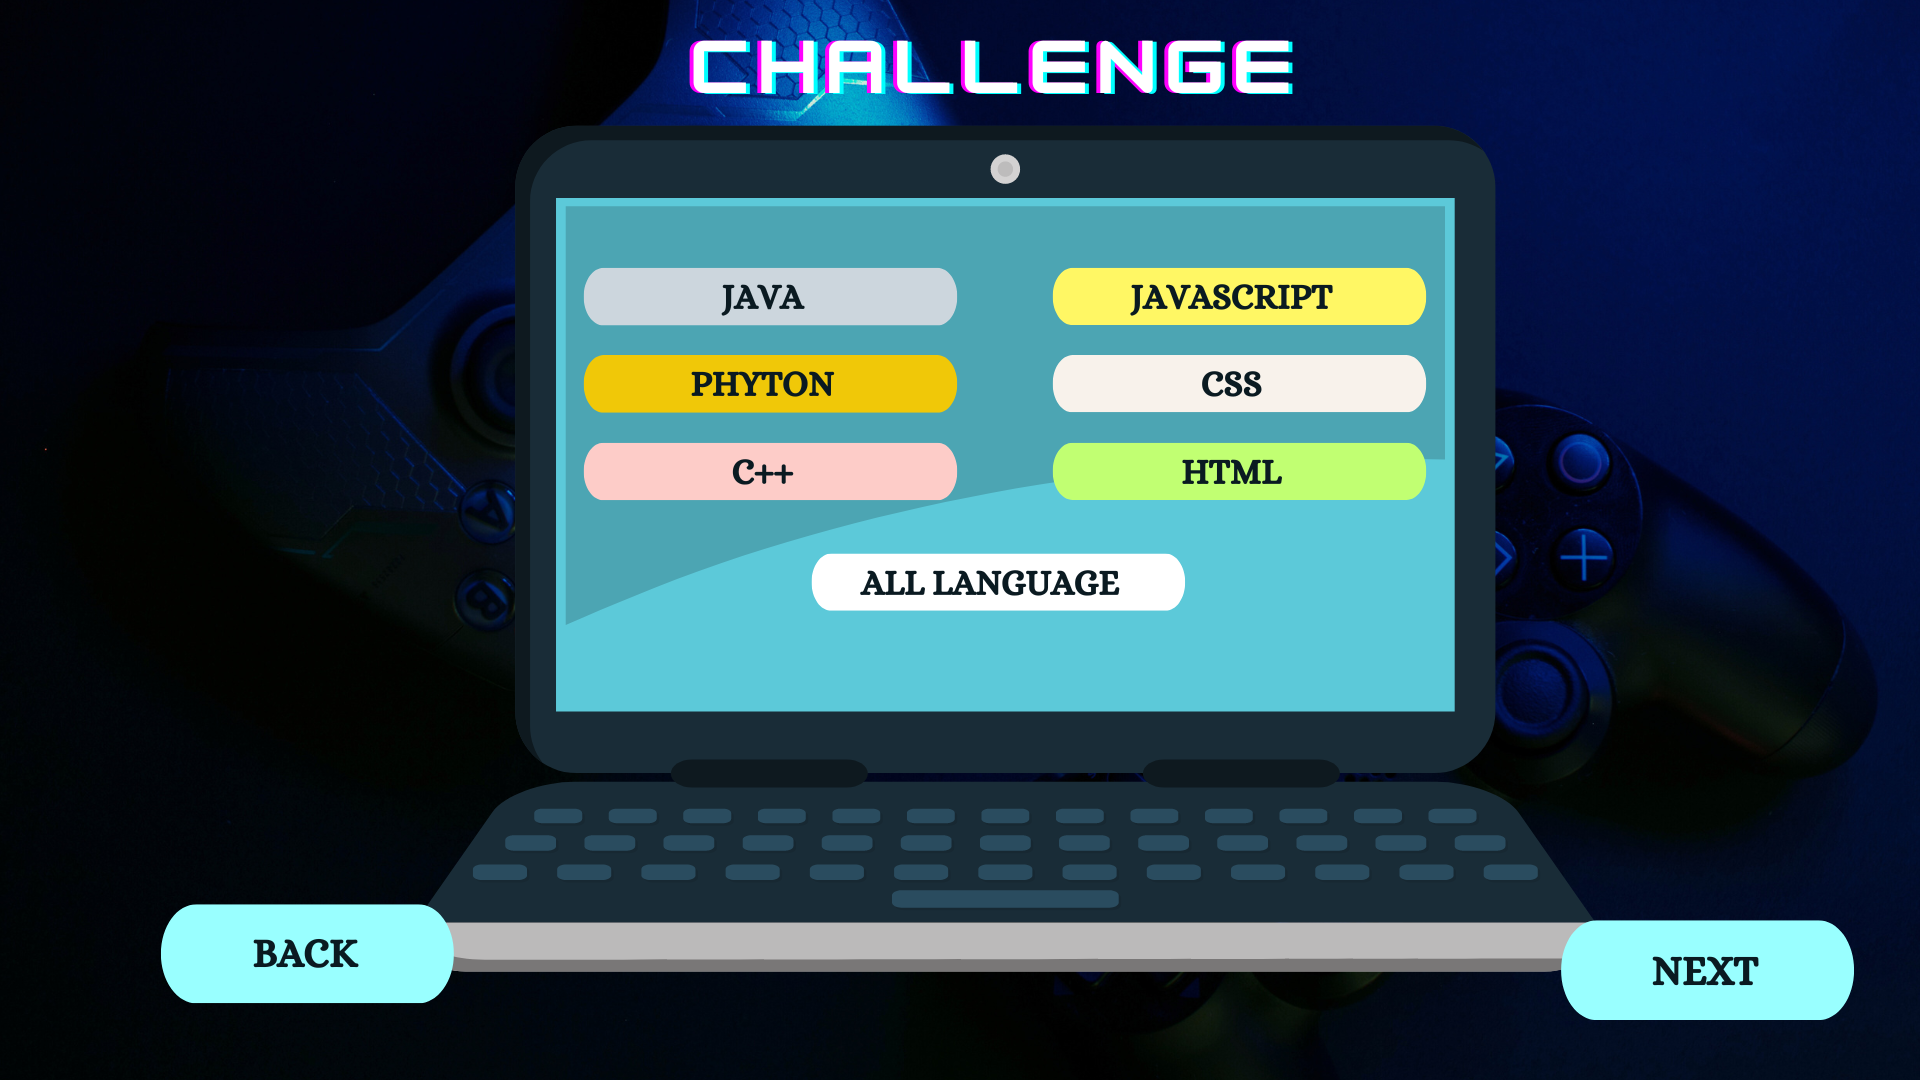 CHALLENGE
JAVA
JAVASCRIPT
PHYTON
CSS
C++
HTML
ALL LANGUAGE
A
B
BACK
NEXT